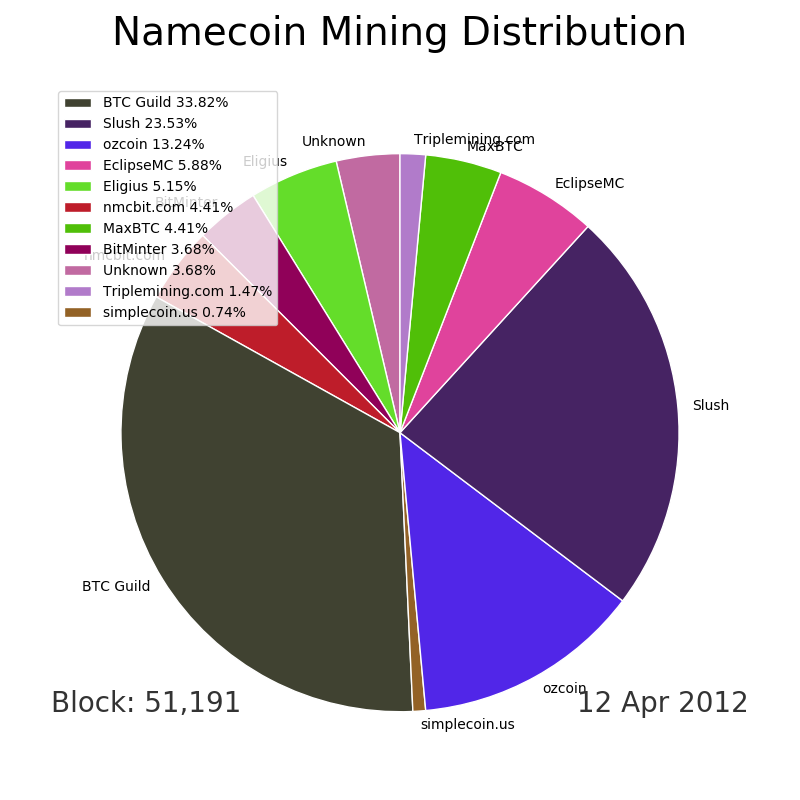 Namecoin Mining Distribution
BTC Guild 33.82%
Slush 23.53%
ozcoin 13.24%
EclipseMC 5.88%
Eligius 5.15%
nmcbit.com 4.41%
MaxBTC 4.41%
BitMinter 3.68%
Unknown 3.68%
Triplemining.com 1.47%
simplecoin.us 0.74%
Triplemining.com
MaxBTC
EclipseMC
Unknown
Eligius
BitMinter
nmcbit.com
Slush
BTC Guild
ozcoin
simplecoin.us
Block: 51,191
12 Apr 2012